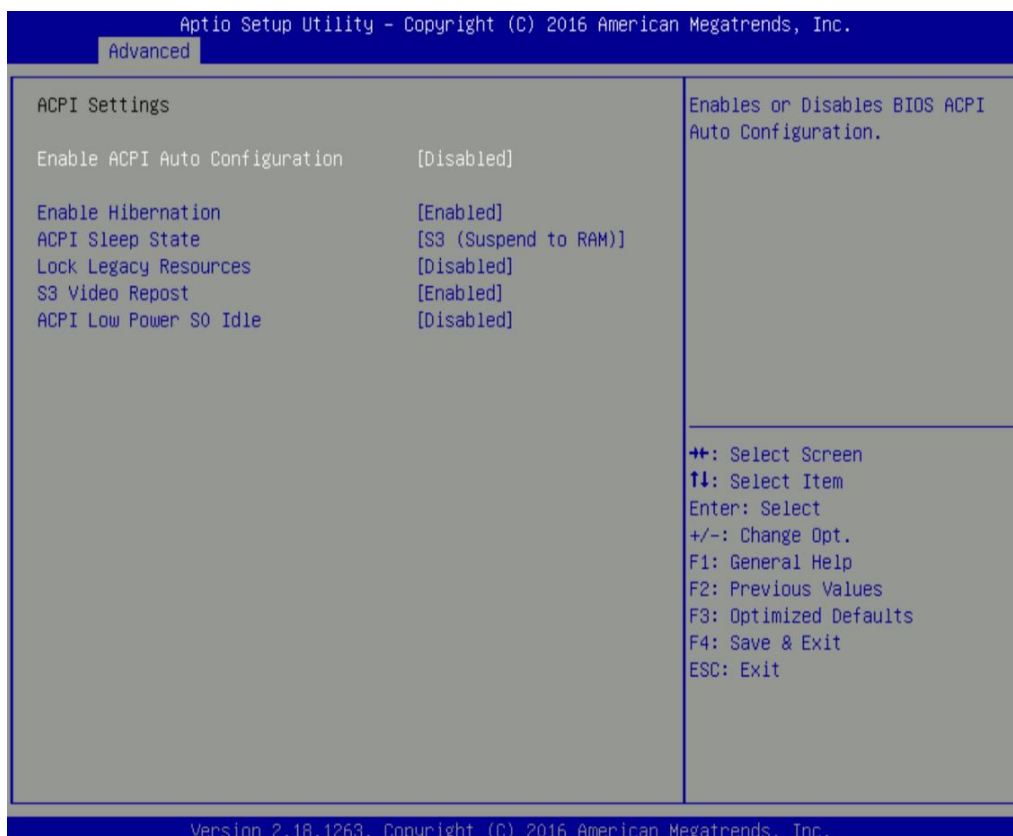 Aptio Setup Utility – Copyright (C) 2016 American Megatrends, Inc.
Advanced
ACPI Settings
Enable ACPI Auto Configuration [Disabled]
Enable Hibernation [Enabled]
ACPI Sleep State [S3 (Suspend to RAM)]
Lock Legacy Resources [Disabled]
S3 Video Repost [Enabled]
ACPI Low Power S0 Idle [Disabled]
Enables or Disables BIOS ACPI
Auto Configuration.
→←: Select Screen
↑↓: Select Item
Enter: Select
+/-: Change Opt.
F1: General Help
F2: Previous Values
F3: Optimized Defaults
F4: Save & Exit
ESC: Exit
Version 2.18.1263. Copyright (C) 2016 American Megatrends, Inc.